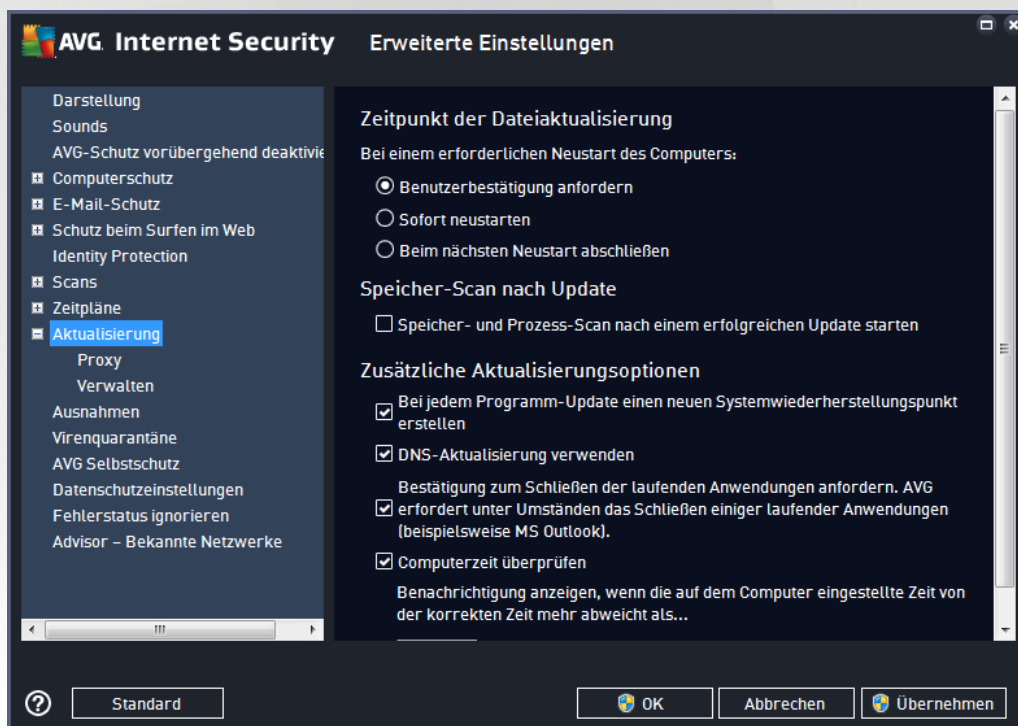 AVG. Internet Security Erweiterte Einstellungen
Darstellung
Sounds
AVG-Schutz vorübergehend deaktivie
Computerschutz
E-Mail-Schutz
Schutz beim Surfen im Web
Identity Protection
Scans
Zeitpläne
Aktualisierung
Proxy
Verwalten
Ausnahmen
Virenquarantäne
AVG Selbstschutz
Datenschutzeinstellungen
Fehlerstatus ignorieren
Advisor – Bekannte Netzwerke
Zeitpunkt der Dateiaktualisierung
Bei einem erforderlichen Neustart des Computers:
Benutzerbestätigung anfordern
Sofort neustarten
Beim nächsten Neustart abschließen
Speicher-Scan nach Update
Speicher- und Prozess-Scan nach einem erfolgreichen Update starten
Zusätzliche Aktualisierungsoptionen
Bei jedem Programm-Update einen neuen Systemwiederherstellungspunkt
erstellen
DNS-Aktualisierung verwenden
Bestätigung zum Schließen der laufenden Anwendungen anfordern. AVG
erfordert unter Umständen das Schließen einiger laufender Anwendungen
(beispielsweise MS Outlook).
Computerzeit überprüfen
Benachrichtigung anzeigen, wenn die auf dem Computer eingestellte Zeit von
der korrekten Zeit mehr abweicht als...
? Standard OK Abbrechen Übernehmen